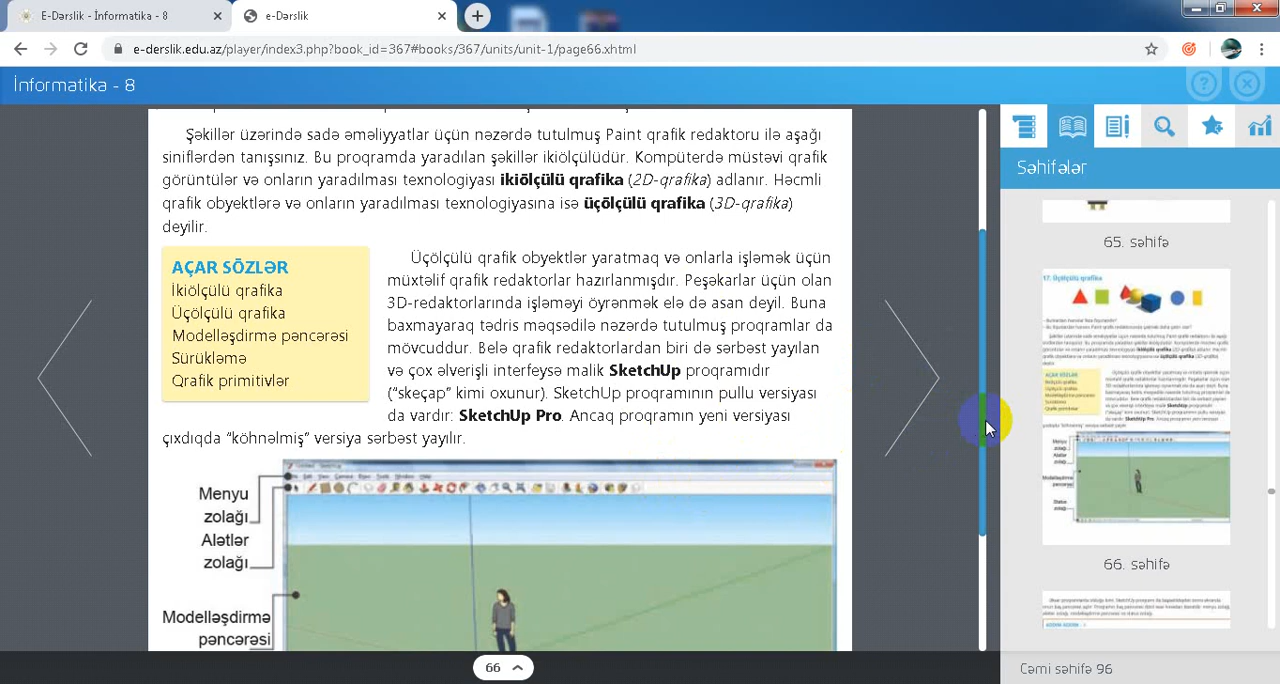 E-Dərslik - İnformatika - 8
e-Dərslik
e-derslik.edu.az/player/index3.php?book_id=367#books/367/units/unit-1/page66.xhtml
İnformatika - 8
Şəkillər üzərində sadə əməliyyatlar üçün nəzərdə tutulmuş Paint qrafik redaktoru ilə aşağı
siniflərdən tanışsınız. Bu proqramda yaradılan şəkillər ikiölçülüdür. Kompüterdə müstəvi qrafik
görüntülər və onların yaradılması texnologiyası ikiölçülü qrafika (2D-qrafika) adlanır. Həcmli
qrafik obyektlərə və onların yaradılması texnologiyasına isə üçölçülü qrafika (3D-qrafika)
deyilir.
AÇAR SÖZLƏR
İkiölçülü qrafika
Üçölçülü qrafika
Modelləşdirmə pəncərəsi
Sürükləmə
Qrafik primitivlər
Üçölçülü qrafik obyektlər yaratmaq və onlarla işləmək üçün
müxtəlif qrafik redaktorlar hazırlanmışdır. Peşəkarlar üçün olan
3D-redaktorlarında işləməyi öyrənmək elə də asan deyil. Buna
baxmayaraq tədris məqsədilə nəzərdə tutulmuş proqramlar da
qrafik redaktorlardan biri pulsuz yayılan
və çox əlverişli interfeysə malik SketchUp proqramıdır
("skeçap" kimi oxunur). SketchUp proqramının pullu versiyası
da vardır: SketchUp Pro. Ancaq proqramın yeni versiyası
çıxdıqda "köhnəlmiş" versiya sərbəst yayılır.
Menyu
zolağı
Alətlər
zolağı
Modelləşdirmə
pəncərəsi
66
Səhifələr
65. səhifə
17. Üçölçülü qrafika
66. səhifə
Cəmi səhifə 96